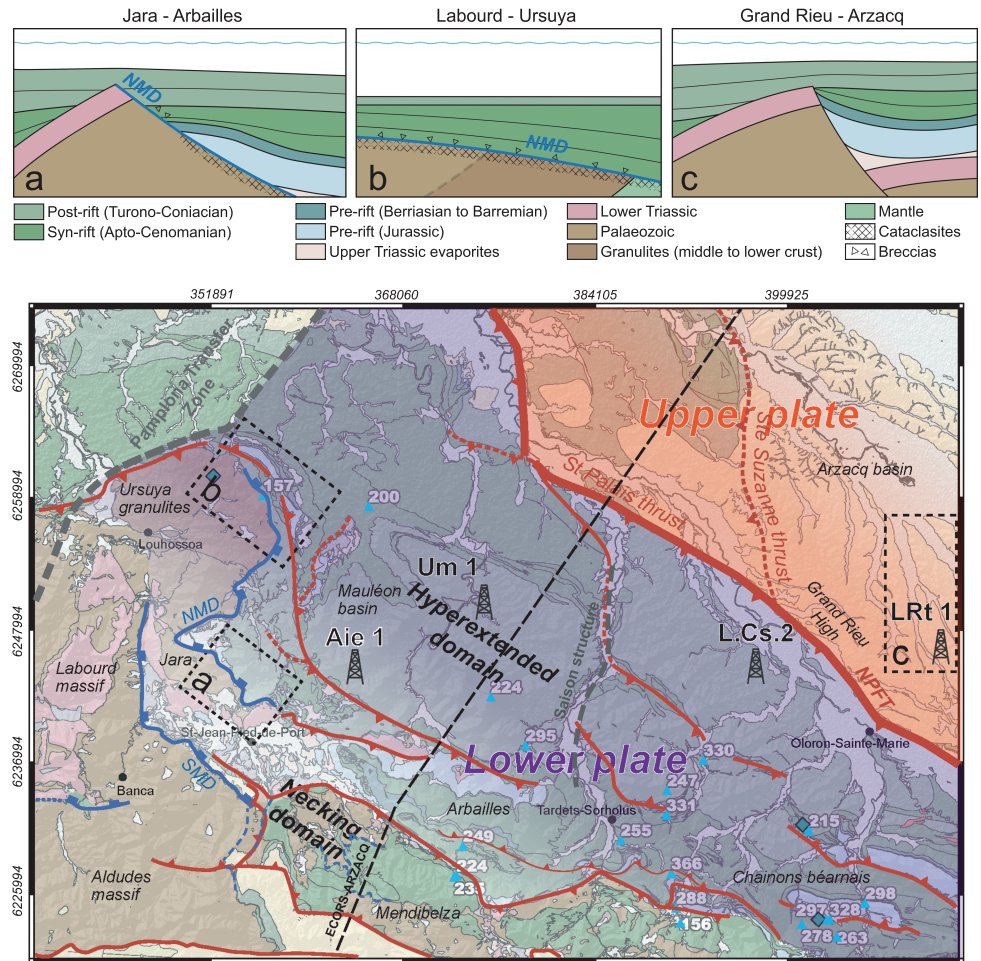 Jara - Arbailles
Labourd - Ursuya
Grand Rieu - Arzacq
NMD
a
NMD
b
c
Post-rift (Turono-Coniacian)
Syn-rift (Apto-Cenomanian)
Pre-rift (Berriasian to Barremian)
Pre-rift (Jurassic)
Upper Triassic evaporites
Lower Triassic
Palaeozoic
Granulites (middle to lower crust)
Mantle
Cataclasites
Breccias
351891
368060
384105
399925
6269994
6258994
6247994
6236994
6225994
Pamplona Transfer
Zone
Upper plate
Ste Suzanne thrust
Arzacq basin
St Palais thrust
Ursuya
granulites
b
157
200
Louhossoa
Um 1
Mauléon
basin
Hyperextended
domain
Aie 1
NMD
Labourd
massif
Jara
a
St-Jean-Pied-de-Port
Saison structure
L.Cs.2
Grand Rieu
High
LRt 1
c
NPFT
Oloron-Sainte-Marie
224
295
Lower plate
330
247
331
SMD
Banca
Necking
domain
Arbailles
Tardets-Sorholus
215
255
249
224
23
366
Chainons béarnais
288
298
297
328
156
278
263
Aldudes
massif
Mendibelza
ECORS-ARZACQ